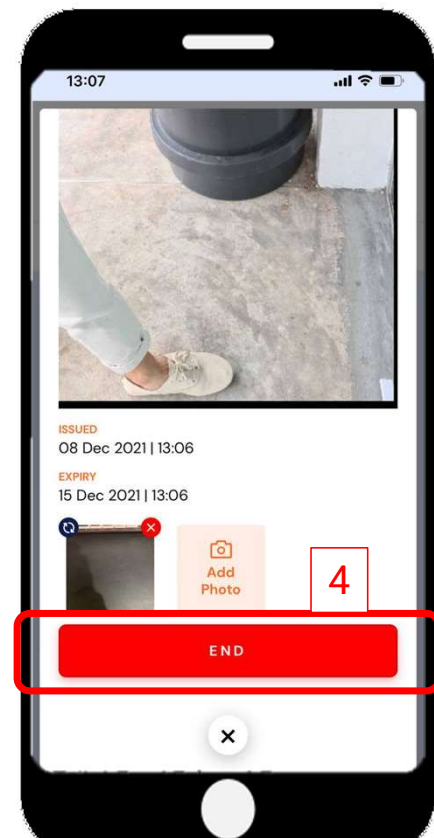 13:07
ISSUED
08 Dec 2021 | 13:06
EXPIRY
15 Dec 2021 | 13:06
Add
Photo
4
END